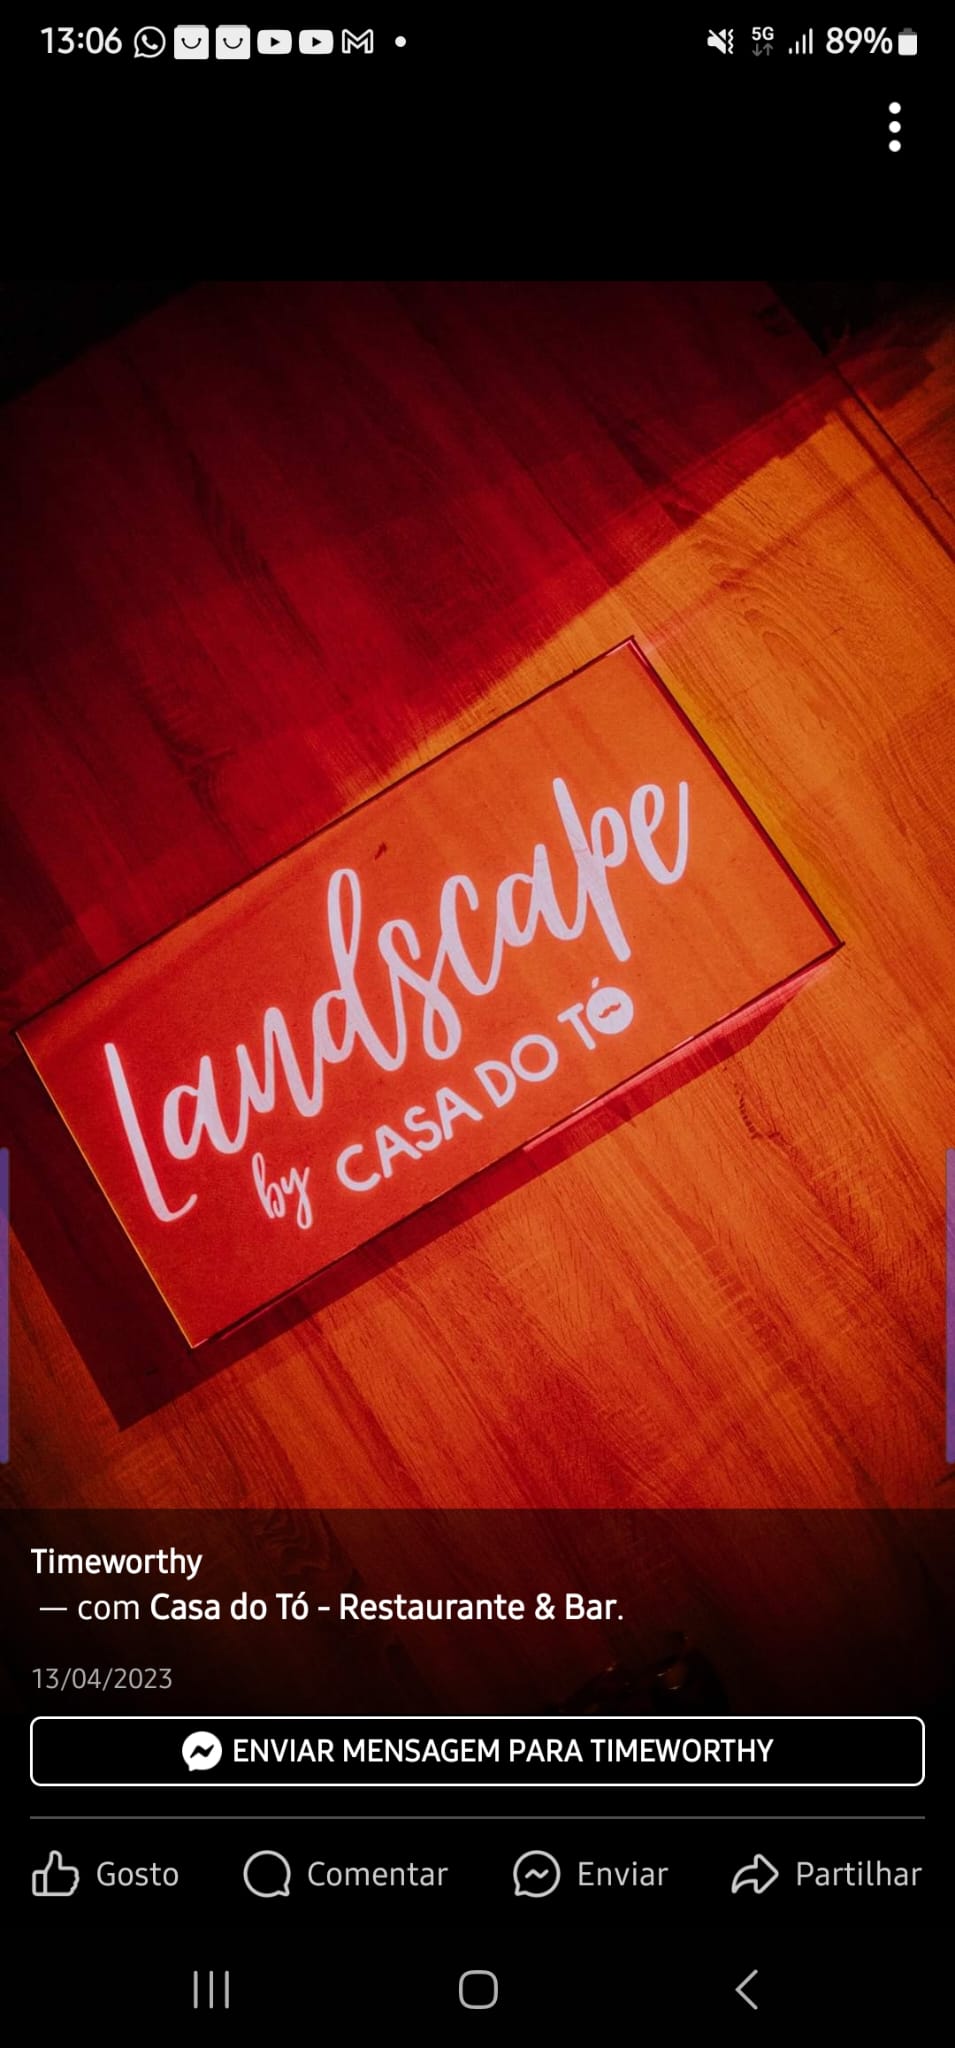 13:06
5G
89%
Landscape
by CASA DO TÓ
Timeworthy
— com Casa do Tó - Restaurante & Bar.
13/04/2023
ENVIAR MENSAGEM PARA TIMEWORTHY
Gosto
Comentar
Enviar
Partilhar